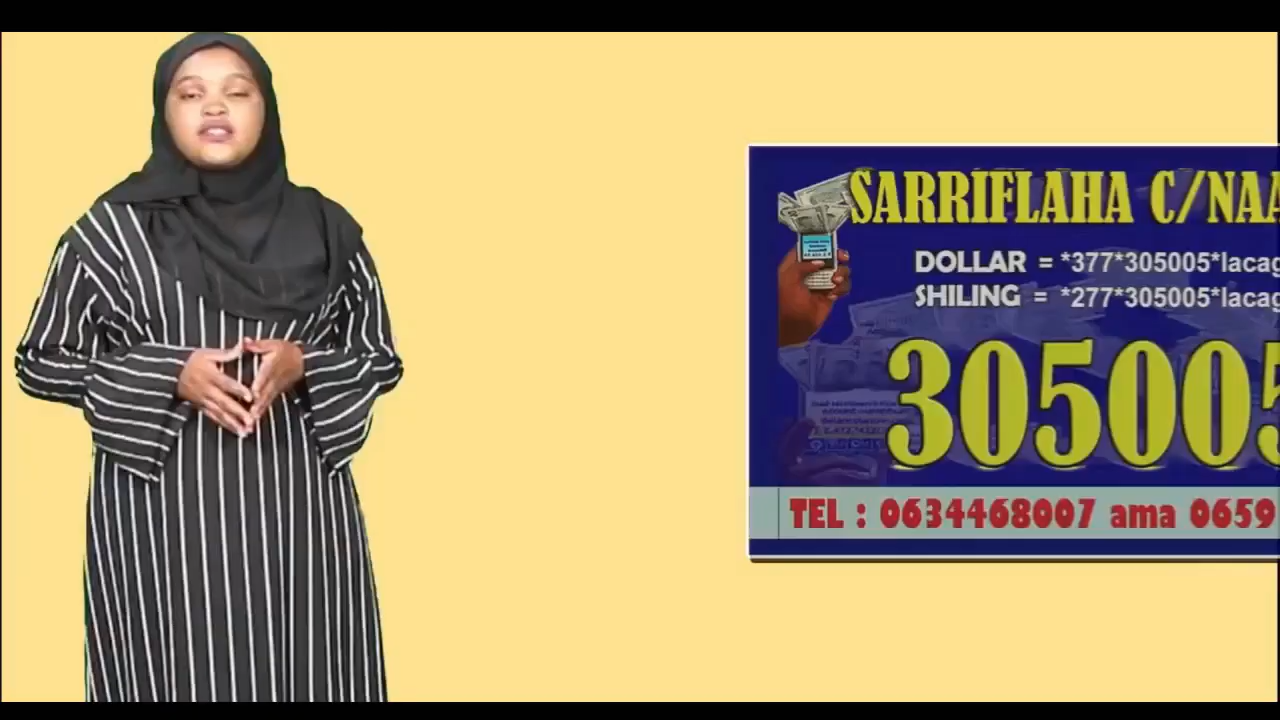 SARRIFLAHA C/NAA
DOLLAR = *377*305005*lacag
SHILING = *277*305005*lacag
305005
TEL : 0634468007 ama 0659